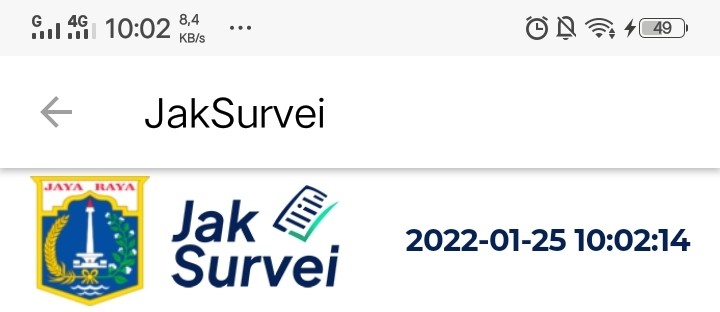 G 4G 10:02 8,4 KB/s ... 49
JakSurvei
JAYA RAYA
Jak
Survei
2022-01-25 10:02:14